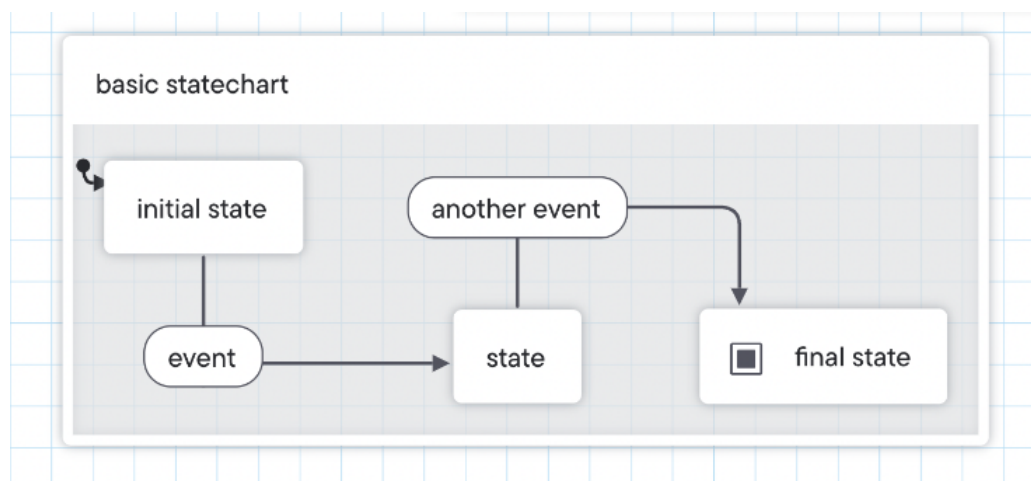 basic statechart
initial state
another event
event
state
final state